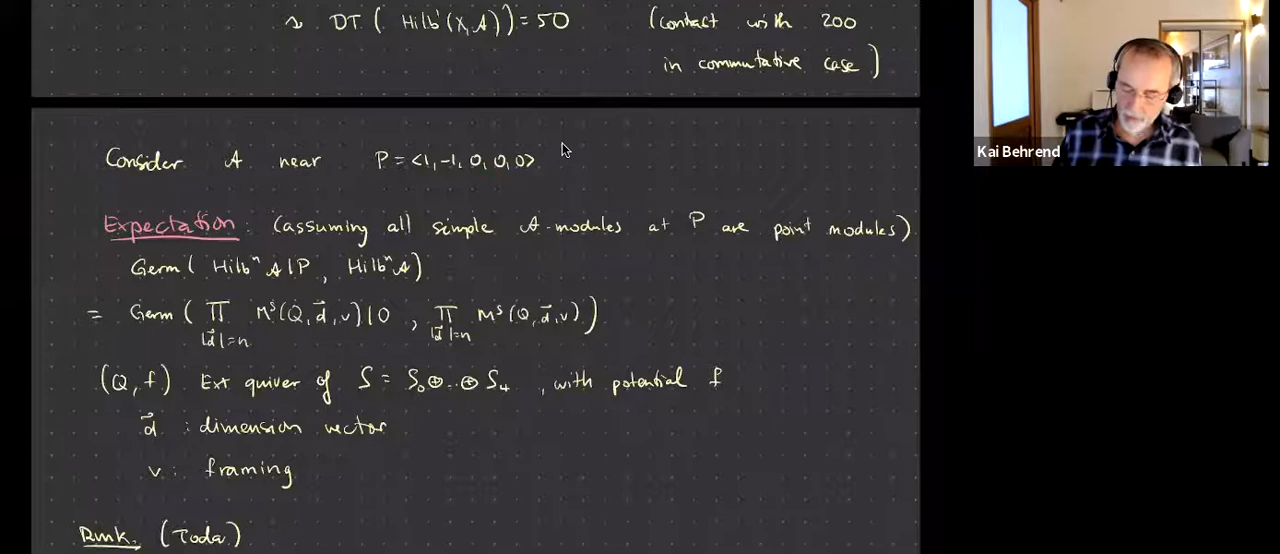 ⤳ DT ( Hilb'(X,A)) = 50 (contact with 200
in commutative case )
Consider A near P = <1, -1, 0, 0, 0>
Kai Behrend
Expectation: (assuming all simple A-modules at P are point modules)
Germ ( Hilbⁿ A | P , Hilbⁿ A )
= Germ ( ∐ Mˢ(Q, d⃗, v) | 0 , ∐ Mˢ(Q, d⃗, v) )
|d⃗|=n |d⃗|=n
(Q, f) Ext quiver of S = S₀ ⊕ .. ⊕ S₄ , with potential f
d⃗ : dimension vector
v : framing
Rmk. (Toda)